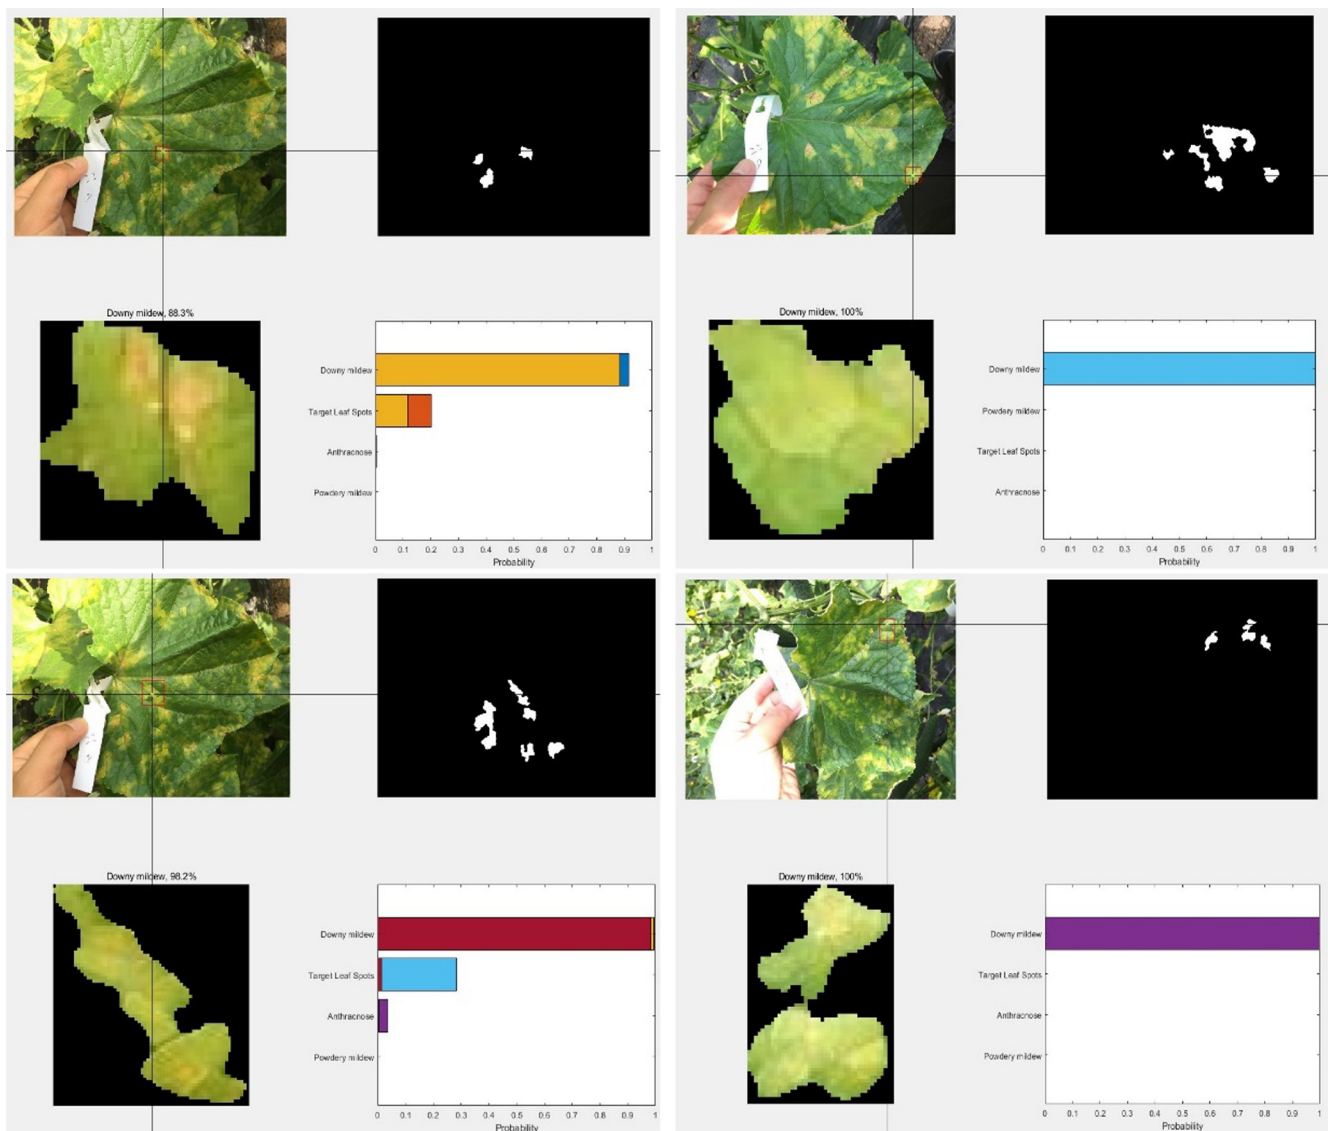 Downy mildew, 88.3%
Downy mildew
Target Leaf Spots
Anthracnose
Powdery mildew
0 0.1 0.2 0.3 0.4 0.5 0.6 0.7 0.8 0.9 1
Probability
Downy mildew, 100%
Downy mildew
Powdery mildew
Target Leaf Spots
Anthracnose
0 0.1 0.2 0.3 0.4 0.5 0.6 0.7 0.8 0.9 1
Probability
Downy mildew, 98.2%
Downy mildew
Target Leaf Spots
Anthracnose
Powdery mildew
0 0.1 0.2 0.3 0.4 0.5 0.6 0.7 0.8 0.9 1
Probability
Downy mildew, 100%
Downy mildew
Target Leaf Spots
Anthracnose
Powdery mildew
0 0.1 0.2 0.3 0.4 0.5 0.6 0.7 0.8 0.9 1
Probability